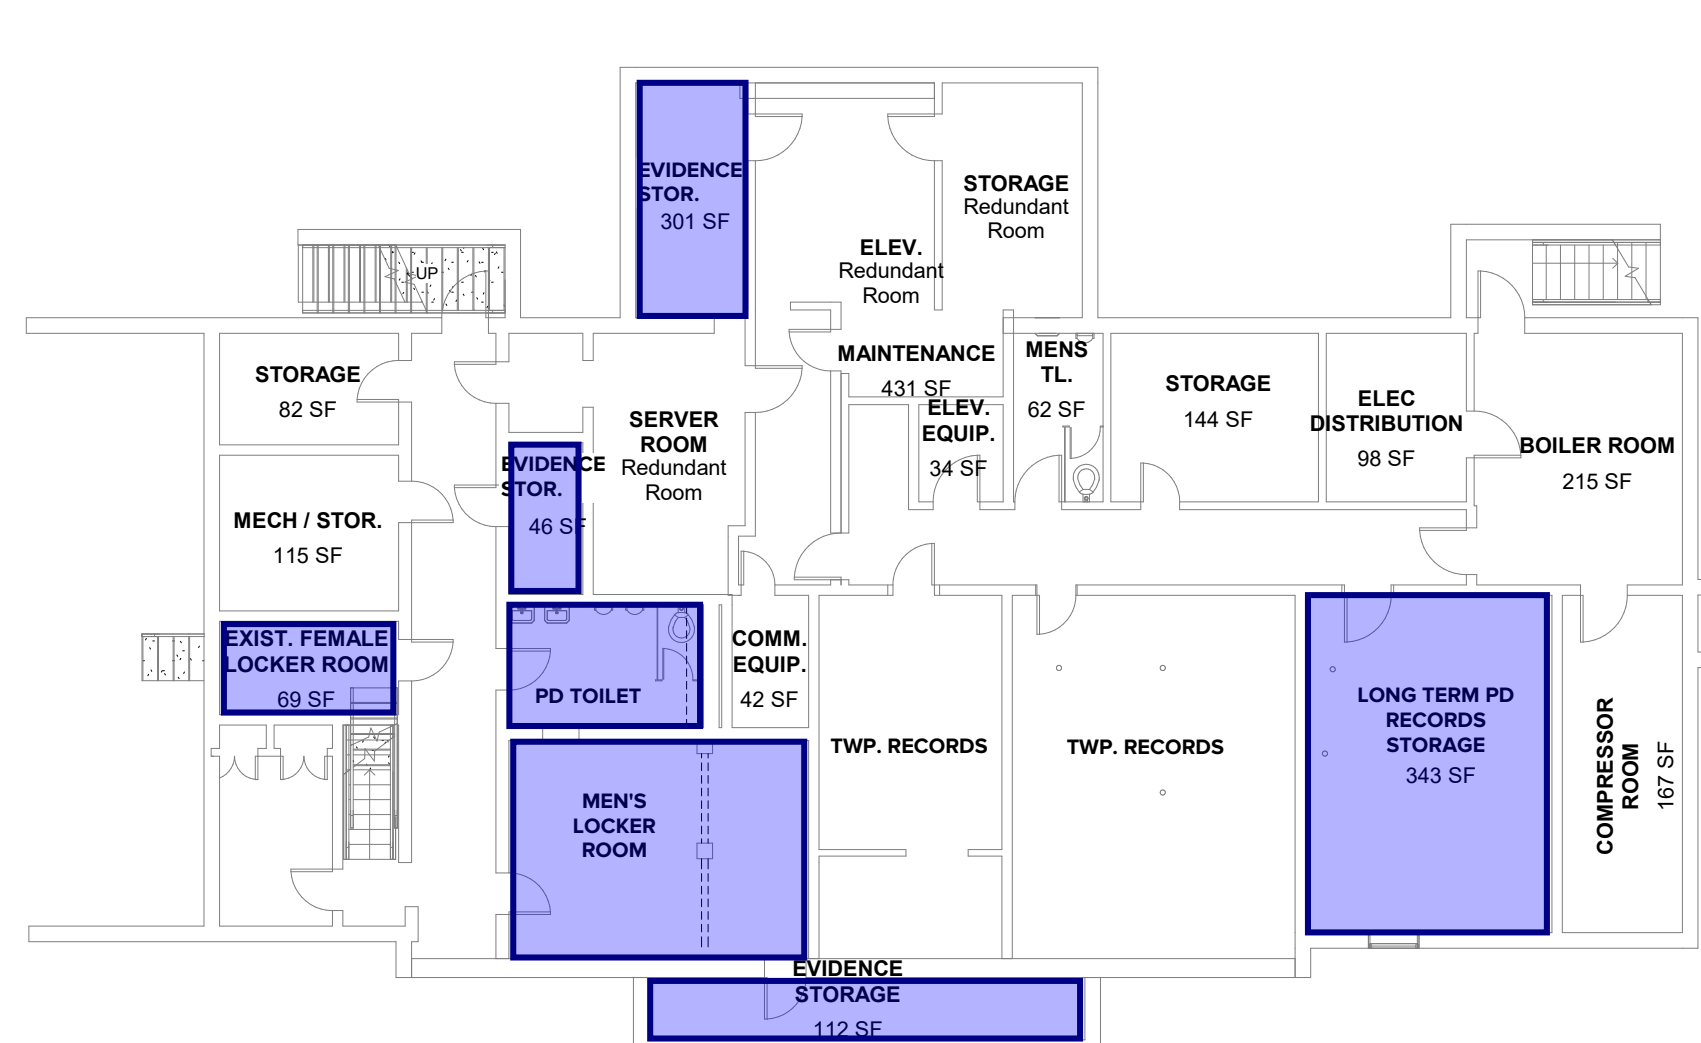 EVIDENCE
STOR.
301 SF
STORAGE
Redundant
Room
ELEV.
Redundant
Room
UP
STORAGE
82 SF
MAINTENANCE
431 SF
MENS
TL.
62 SF
STORAGE
144 SF
ELEC
DISTRIBUTION
98 SF
BOILER ROOM
215 SF
SERVER
ROOM
Redundant
Room
ELEV.
EQUIP.
34 SF
EVIDENCE
STOR.
46 SF
MECH / STOR.
115 SF
EXIST. FEMALE
LOCKER ROOM
69 SF
PD TOILET
COMM.
EQUIP.
42 SF
TWP. RECORDS
TWP. RECORDS
LONG TERM PD
RECORDS
STORAGE
343 SF
COMPRESSOR
ROOM
167 SF
MEN'S
LOCKER
ROOM
EVIDENCE
STORAGE
112 SF